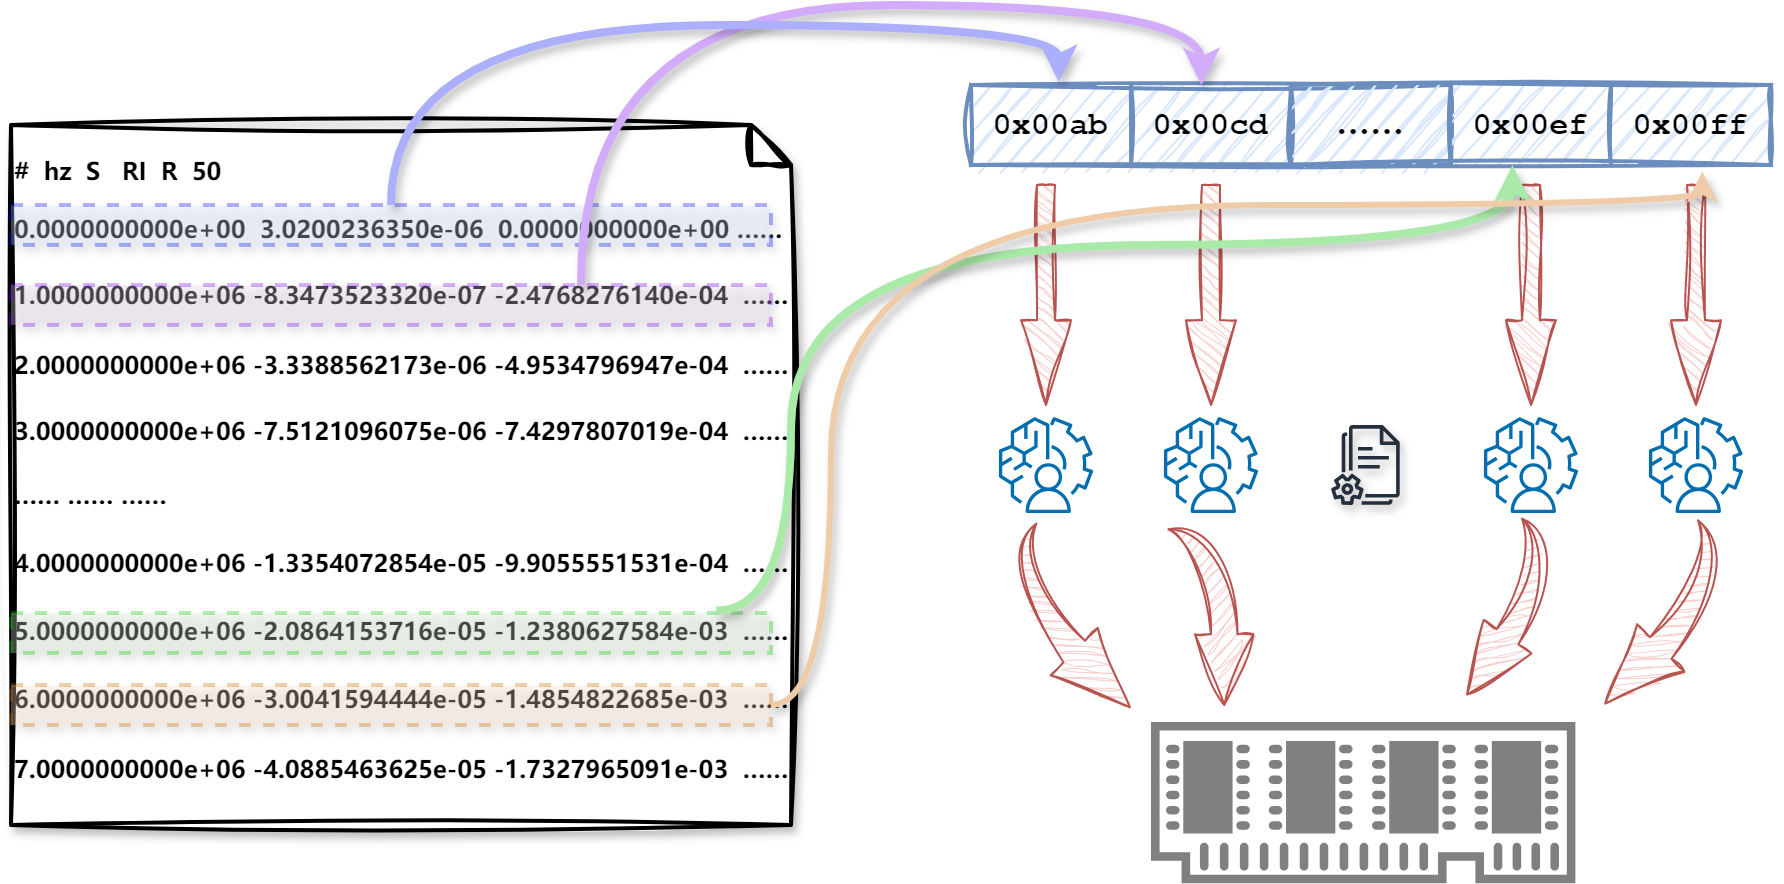 # hz S RI R 50
0.0000000000e+00 3.0200236350e-06 0.0000000000e+00 ......
1.0000000000e+06 -8.3473523320e-07 -2.4768276140e-04 ......
2.0000000000e+06 -3.3388562173e-06 -4.9534796947e-04 ......
3.0000000000e+06 -7.5121096075e-06 -7.4297807019e-04 ......
...... ...... ......
4.0000000000e+06 -1.3354072854e-05 -9.9055551531e-04 ......
5.0000000000e+06 -2.0864153716e-05 -1.2380627584e-03 ......
6.0000000000e+06 -3.0041594444e-05 -1.4854822685e-03 ......
7.0000000000e+06 -4.0885463625e-05 -1.7327965091e-03 ......
0x00ab 0x00cd ...... 0x00ef 0x00ff